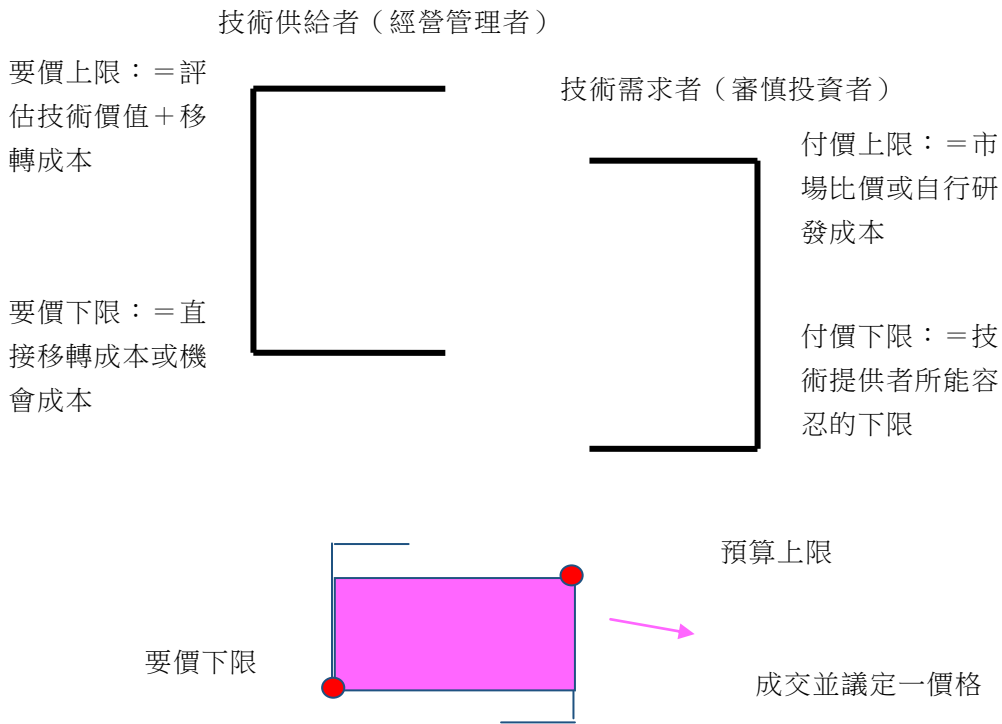 技術供給者（經營管理者）
要價上限：＝評
估技術價值＋移
轉成本
技術需求者（審慎投資者）
付價上限：＝市
場比價或自行研
發成本
要價下限：＝直
接移轉成本或機
會成本
付價下限：＝技
術提供者所能容
忍的下限
預算上限
要價下限
成交並議定一價格